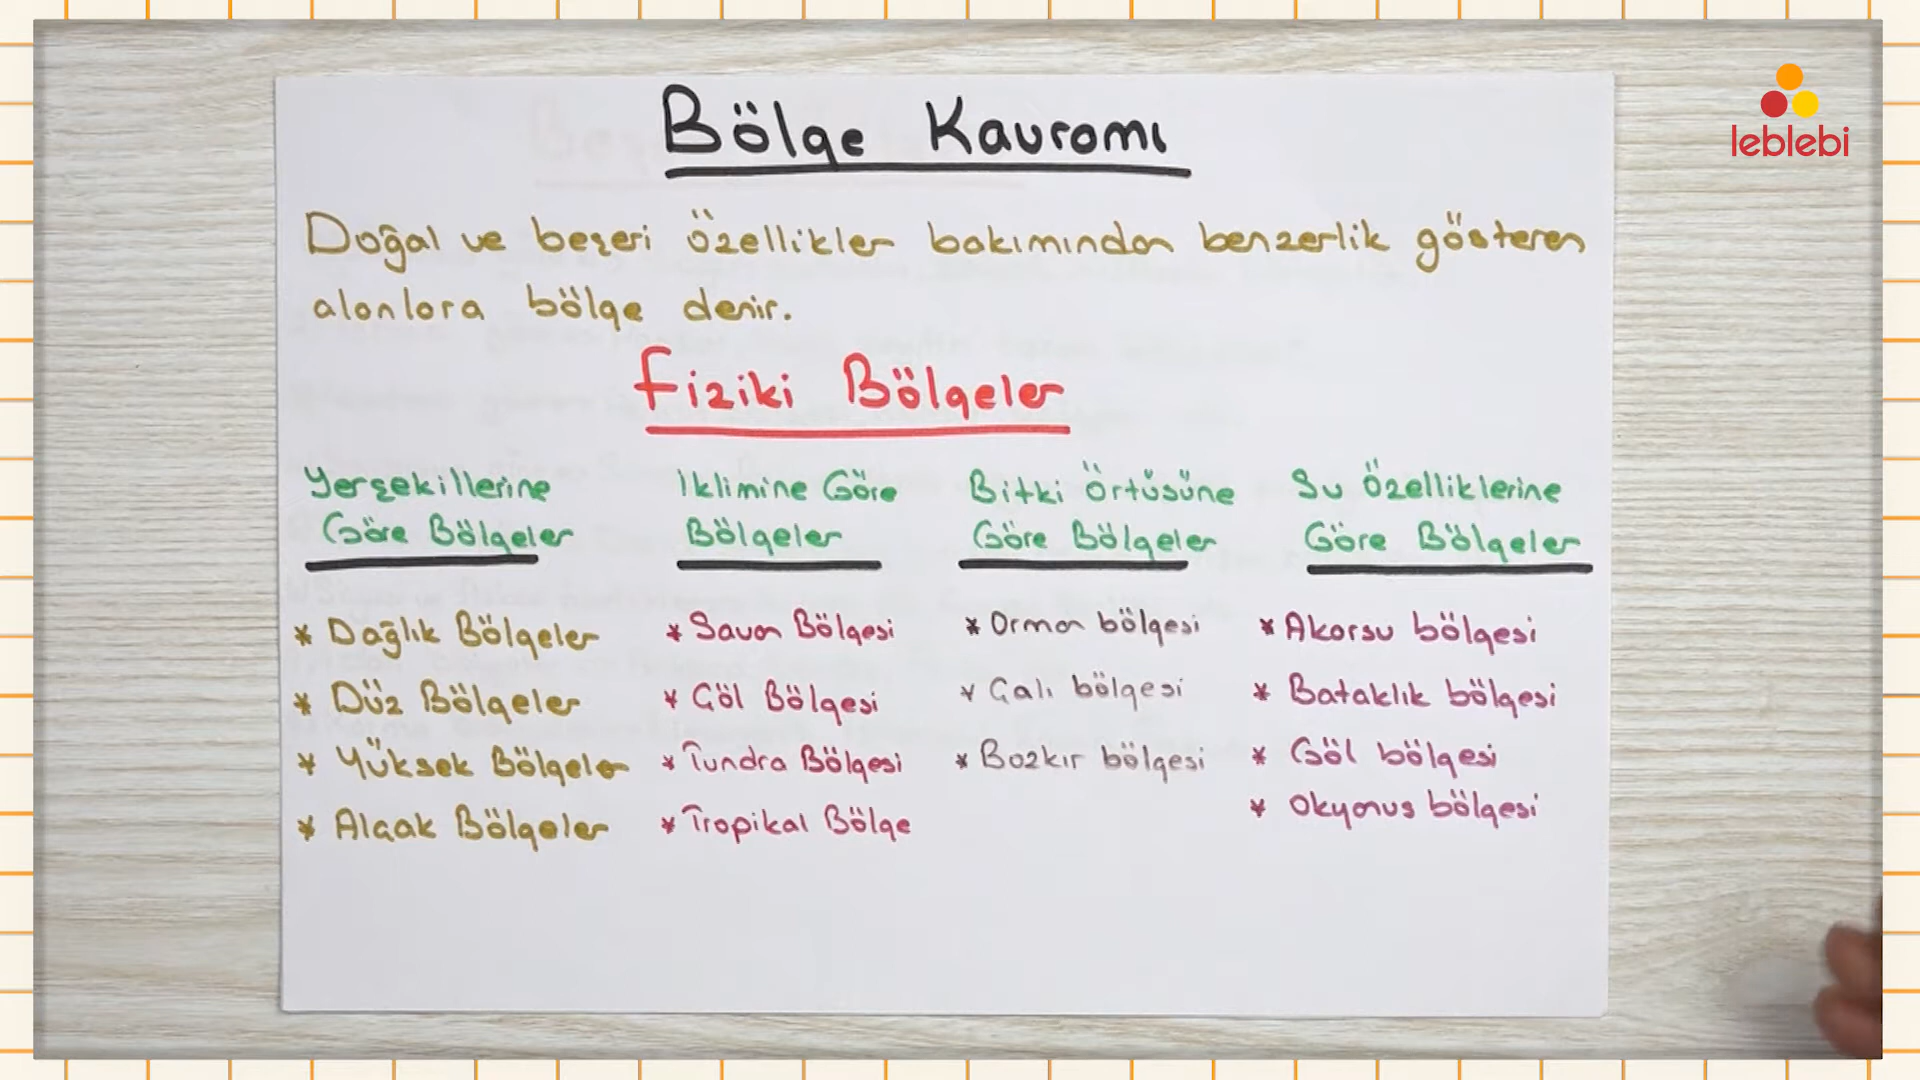 Bölge Kavramı
leblebi
Doğal ve beşeri özellikler bakımından benzerlik gösteren
alanlara bölge denir.
Fiziki Bölgeler
Yerşekillerine
Göre Bölgeler
İklimine Göre
Bölgeler
Bitki Örtüsüne
Göre Bölgeler
Su Özelliklerine
Göre Bölgeler
* Dağlık Bölgeler
* Düz Bölgeler
* Yüksek Bölgeler
* Alçak Bölgeler
* Savan Bölgesi
* Çöl Bölgesi
* Tundra Bölgesi
* Tropikal Bölge
* Orman bölgesi
* Çalı bölgesi
* Bozkır bölgesi
* Akarsu bölgesi
* Bataklık bölgesi
* Göl bölgesi
* Okyanus bölgesi